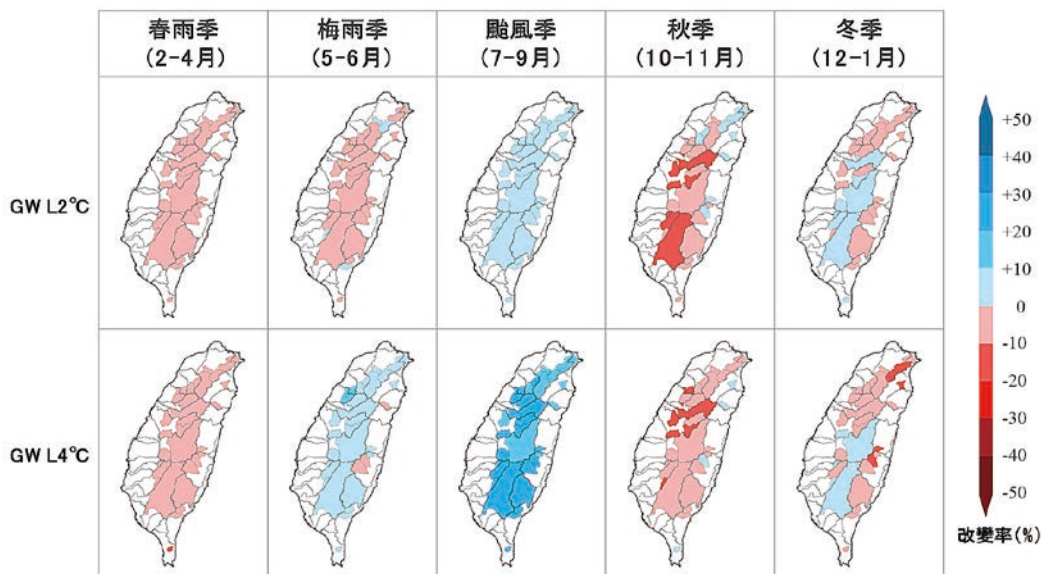 春雨季
(2-4月)
梅雨季
(5-6月)
颱風季
(7-9月)
秋季
(10-11月)
冬季
(12-1月)
GW L2℃
GW L4℃
+50
+40
+30
+20
+10
0
-10
-20
-30
-40
-50
改變率(%)